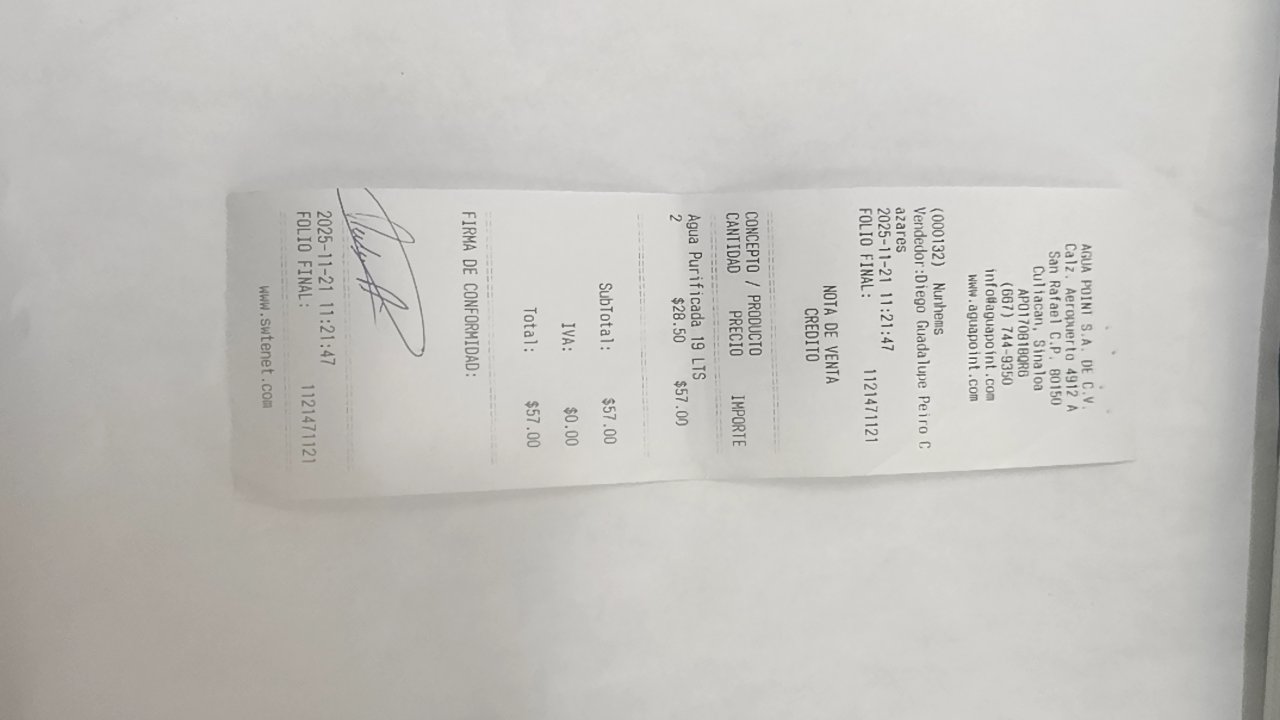 AGUA POINT S.A. DE C.V.
Calz. Aeropuerto 4912 A
San Rafael C.P. 80150
Culiacan, Sinaloa
APO170818QR6
(667) 744-9350
info@aguapoint.com
www.aguapoint.com
(000132) Nunhems
Vendedor:Diego Guadalupe Peiro C
azares
2025-11-21 11:21:47
FOLIO FINAL: 1121471121
NOTA DE VENTA
CREDITO
CONCEPTO / PRODUCTO
CANTIDAD PRECIO IMPORTE
Agua Purificada 19 LTS
2 $28.50 $57.00
SubTotal: $57.00
IVA: $0.00
Total: $57.00
FIRMA DE CONFORMIDAD:
2025-11-21 11:21:47
FOLIO FINAL: 1121471121
www.swtenet.com